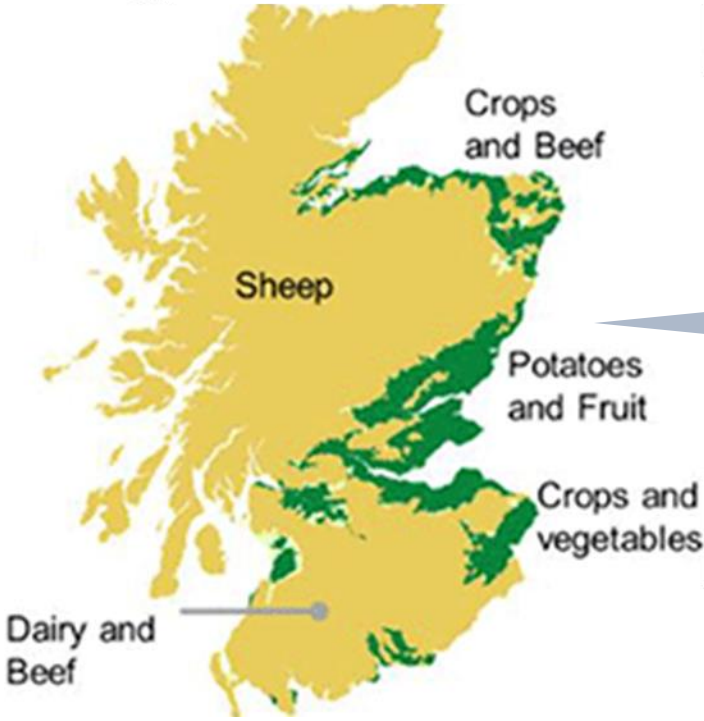 Crops
and Beef
Sheep
Potatoes
and Fruit
Crops and
vegetables
Dairy and
Beef